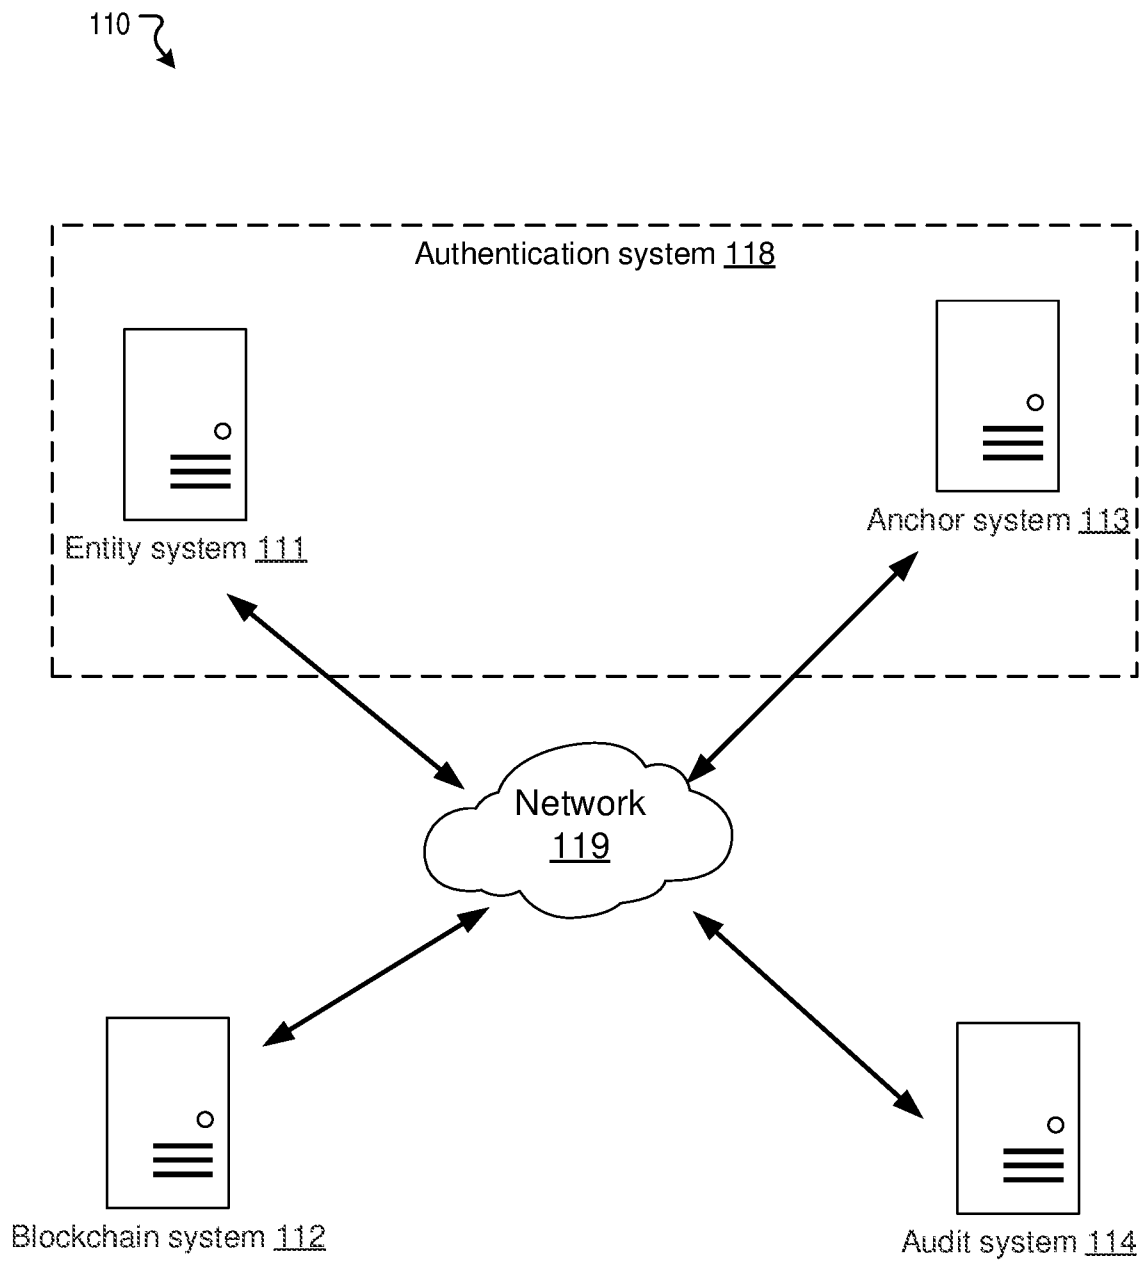 110
Authentication system 118
Entity system 111
Anchor system 113
Network
119
Blockchain system 112
Audit system 114